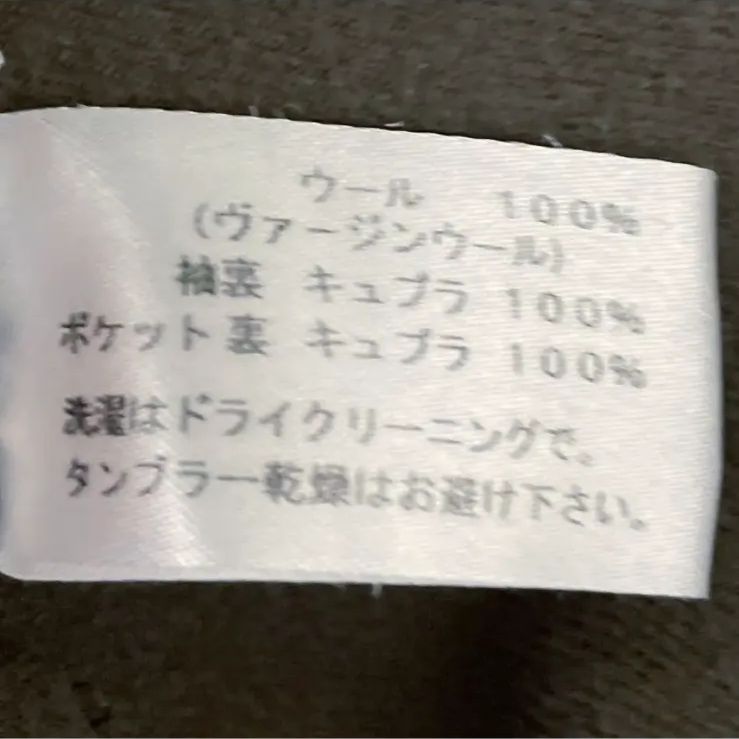 ウール 100%
(ヴァージンウール)
袖裏 キュプラ 100%
ポケット裏 キュプラ 100%
洗濯はドライクリーニングで。
タンブラー乾燥はお避け下さい。